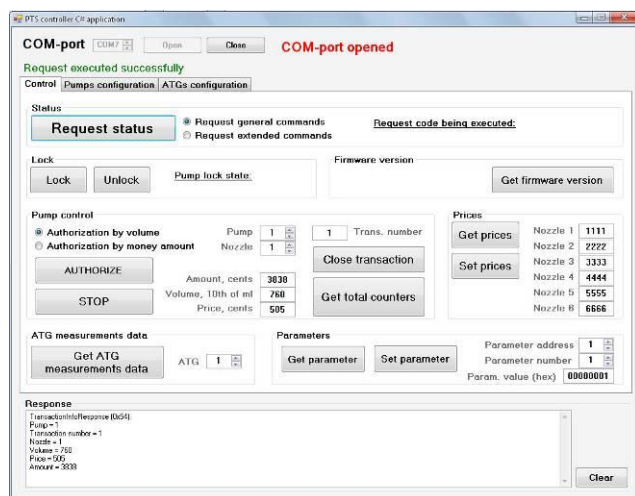 PTS controller C# application
COM-port COM7 Open Close COM-port opened
Request executed successfully
Control Pumps configuration ATGs configuration
Status
Request status
Request general commands
Request extended commands
Request code being executed:
Lock
Lock Unlock Pump lock state:
Firmware version
Get firmware version
Pump control
Authorization by volume
Authorization by money amount
Pump 1
Nozzle 1
1 Trans. number
AUTHORIZE
STOP
Amount, cents 3838
Volume, 10th of ml 760
Price, cents 505
Close transaction
Get total counters
Prices
Get prices
Set prices
Nozzle 1 1111
Nozzle 2 2222
Nozzle 3 3333
Nozzle 4 4444
Nozzle 5 5555
Nozzle 6 6666
ATG measurements data
Get ATG
measurements data
ATG 1
Parameters
Get parameter Set parameter
Parameter address 1
Parameter number 1
Param. value (hex) 00000001
Response
TransactionInfoResponse (0x54):
Pump = 1
Transaction number = 1
Nozzle = 1
Volume = 760
Price = 505
Amount = 3838
Clear